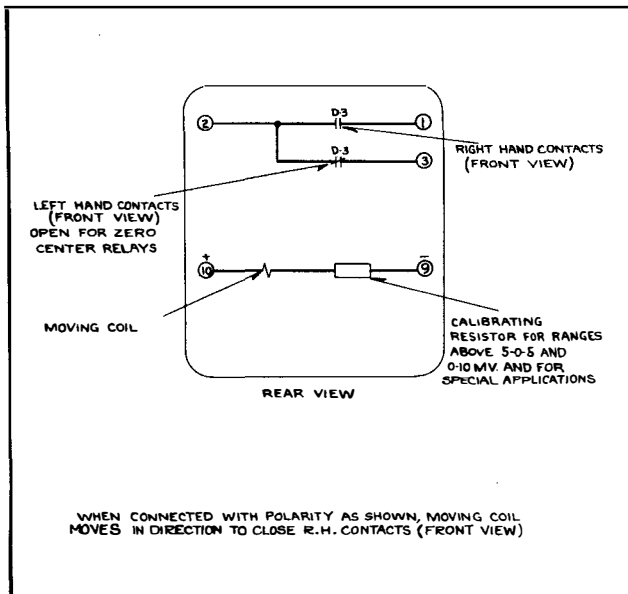 D-3
2
1
RIGHT HAND CONTACTS
(FRONT VIEW)
D-3
3
LEFT HAND CONTACTS
(FRONT VIEW)
OPEN FOR ZERO
CENTER RELAYS
+
10
–
9
MOVING COIL
CALIBRATING
RESISTOR FOR RANGES
ABOVE 5-0-5 AND
0-10 MV. AND FOR
SPECIAL APPLICATIONS
REAR VIEW
WHEN CONNECTED WITH POLARITY AS SHOWN, MOVING COIL
MOVES IN DIRECTION TO CLOSE R.H. CONTACTS (FRONT VIEW)